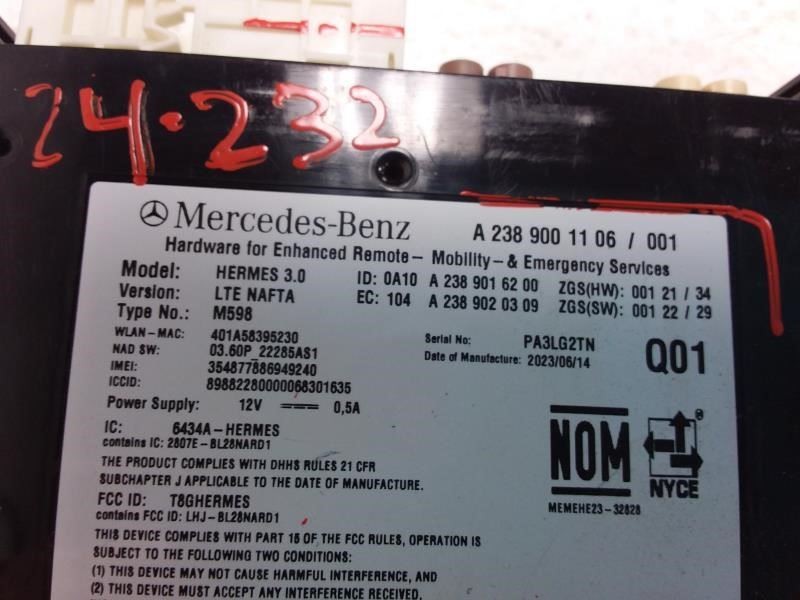 24.232
Mercedes-Benz A 238 900 11 06 / 001
Hardware for Enhanced Remote- Mobility-& Emergency Services
Model: HERMES 3.0 ID: 0A10 A 238 901 62 00 ZGS(HW): 001 21 / 34
Version: LTE NAFTA EC: 104 A 238 902 03 09 ZGS(SW): 001 22 / 29
Type No.: M598
WLAN-MAC: 401A58395230 Serial No: PA3LG2TN
NAD SW: 03.60P_22285AS1 Date of Manufacture: 2023/06/14 Q01
IMEI: 354877886949240
ICCID: 89882280000068301635
Power Supply: 12V 0,5A
IC: 6434A-HERMES
contains IC: 2807E-BL28NARD1
NOM
NYCE ®
MEMEHE23-32828
THE PRODUCT COMPLIES WITH DHHS RULES 21 CFR
SUBCHAPTER J APPLICABLE TO THE DATE OF MANUFACTURE.
FCC ID: T8GHERMES
contains FCC ID: LHJ-BL28NARD1
THIS DEVICE COMPLIES WITH PART 15 OF THE FCC RULES, OPERATION IS
SUBJECT TO THE FOLLOWING TWO CONDITIONS:
(1) THIS DEVICE MAY NOT CAUSE HARMFUL INTERFERENCE, AND
(2) THIS DEVICE MUST ACCEPT ANY INTERFERENCE RECEIVED,